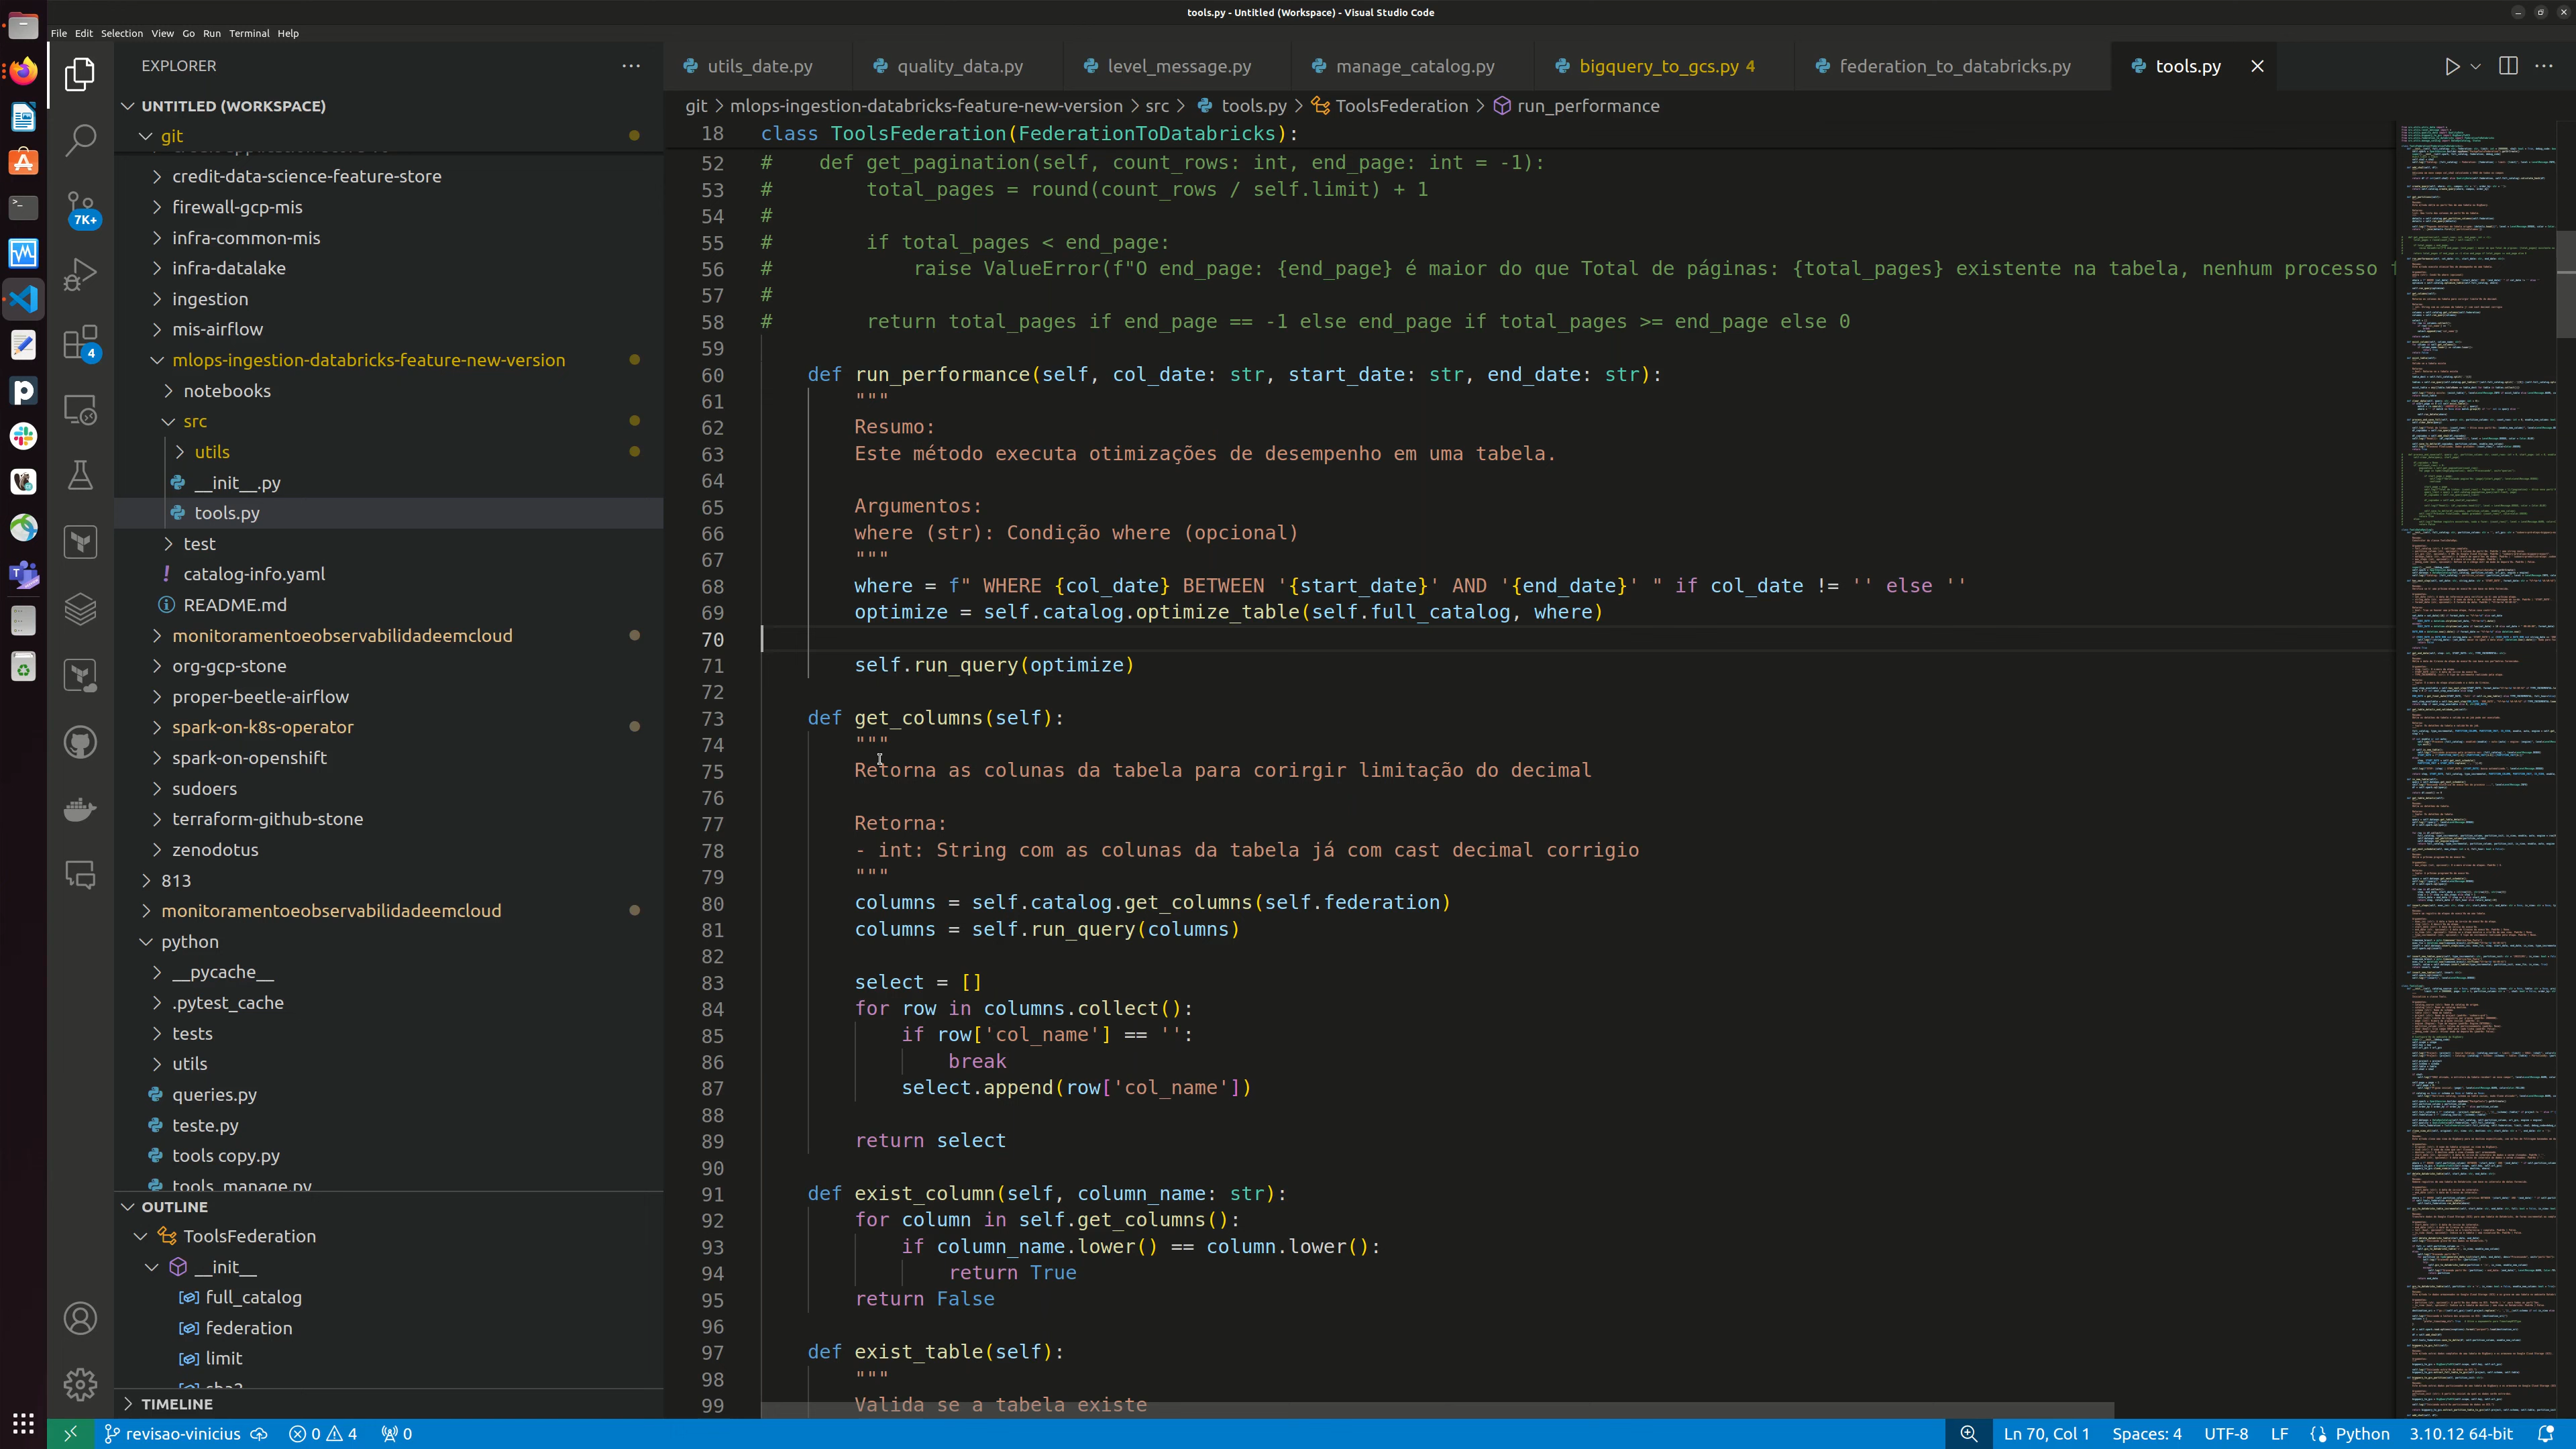 tools.py - Untitled (Workspace) - Visual Studio Code
File Edit Selection View Go Run Terminal Help
EXPLORER
UNTITLED (WORKSPACE)
git
credit-data-science-feature-store
firewall-gcp-mis
infra-common-mis
infra-datalake
ingestion
mis-airflow
mlops-ingestion-databricks-feature-new-version
notebooks
src
utils
__init__.py
tools.py
test
catalog-info.yaml
README.md
monitoramentoeobservabilidadeemcloud
org-gcp-stone
proper-beetle-airflow
spark-on-k8s-operator
spark-on-openshift
sudoers
terraform-github-stone
zenodotus
813
monitoramentoeobservabilidadeemcloud
python
__pycache__
.pytest_cache
tests
utils
queries.py
teste.py
tools copy.py
tools_manage.py
OUTLINE
ToolsFederation
__init__
full_catalog
federation
limit
TIMELINE
7K+
4
utils_date.py quality_data.py level_message.py manage_catalog.py bigquery_to_gcs.py 4 federation_to_databricks.py tools.py
git > mlops-ingestion-databricks-feature-new-version > src > tools.py > ToolsFederation > run_performance
18 class ToolsFederation(FederationToDatabricks):
52 #    def get_pagination(self, count_rows: int, end_page: int = -1):
53 #        total_pages = round(count_rows / self.limit) + 1
54 #
55 #        if total_pages < end_page:
56 #            raise ValueError(f"O end_page: {end_page} é maior do que Total de páginas: {total_pages} existente na tabela, nenhum processo
57 #
58 #        return total_pages if end_page == -1 else end_page if total_pages >= end_page else 0
59
60     def run_performance(self, col_date: str, start_date: str, end_date: str):
61         """
62         Resumo:
63         Este método executa otimizações de desempenho em uma tabela.
64
65         Argumentos:
66         where (str): Condição where (opcional)
67         """
68         where = f" WHERE {col_date} BETWEEN '{start_date}' AND '{end_date}' " if col_date != '' else ''
69         optimize = self.catalog.optimize_table(self.full_catalog, where)
70
71         self.run_query(optimize)
72
73     def get_columns(self):
74         """
75         Retorna as colunas da tabela para corirgir limitação do decimal
76
77         Retorna:
78         - int: String com as colunas da tabela já com cast decimal corrigio
79         """
80         columns = self.catalog.get_columns(self.federation)
81         columns = self.run_query(columns)
82
83         select = []
84         for row in columns.collect():
85             if row['col_name'] == '':
86                 break
87             select.append(row['col_name'])
88
89         return select
90
91     def exist_column(self, column_name: str):
92         for column in self.get_columns():
93             if column_name.lower() == column.lower():
94                 return True
95         return False
96
97     def exist_table(self):
98         """
99         Valida se a tabela existe
revisao-vinicius 0 4 0 Ln 70, Col 1 Spaces: 4 UTF-8 LF Python 3.10.12 64-bit